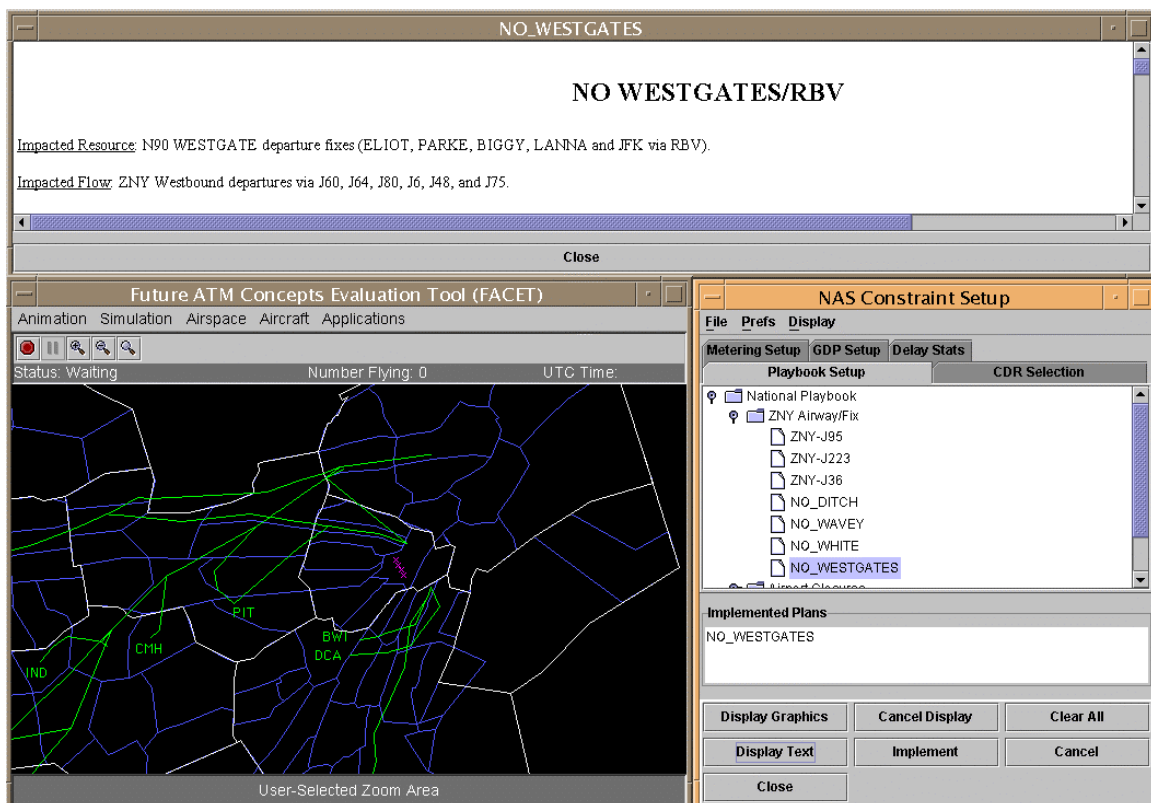 NO_WESTGATES
NO WESTGATES/RBV
Impacted Resource: N90 WESTGATE departure fixes (ELIOT, PARKE, BIGGY, LANNA and JFK via RBV).
Impacted Flow: ZNY Westbound departures via J60, J64, J80, J6, J48, and J75.
Close
Future ATM Concepts Evaluation Tool (FACET)
Animation Simulation Airspace Aircraft Applications
Status: Waiting Number Flying: 0 UTC Time:
PIT
BWI
CMH
DCA
IND
User-Selected Zoom Area
NAS Constraint Setup
File Prefs Display
Metering Setup GDP Setup Delay Stats
Playbook Setup CDR Selection
National Playbook
ZNY Airway/Fix
ZNY-J95
ZNY-J223
ZNY-J36
NO_DITCH
NO_WAVEY
NO_WHITE
NO_WESTGATES
Airport Closures
Implemented Plans
NO_WESTGATES
Display Graphics Cancel Display Clear All
Display Text Implement Cancel
Close